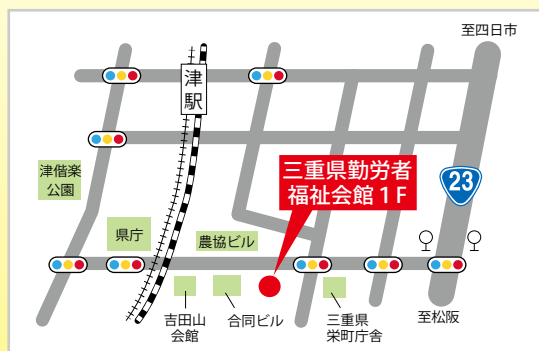 至四日市
津
駅
津偕楽
公園
三重県勤労者
福祉会館1F
23
県庁
農協ビル
吉田山
会館
合同ビル
三重県
栄町庁舎
至松阪